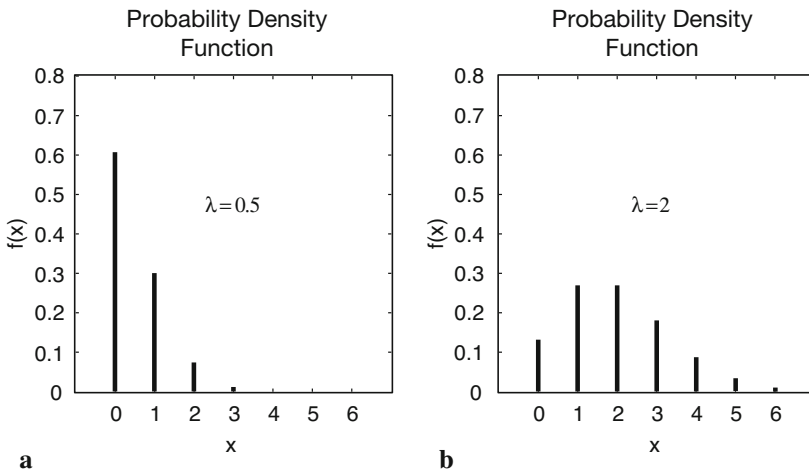 Probability Density
Function
0.8
0.7
0.6
0.5
0.4
0.3
0.2
0.1
0
f(x)
λ=0.5
0 1 2 3 4 5 6
x
a
Probability Density
Function
0.8
0.7
0.6
0.5
0.4
0.3
0.2
0.1
0
f(x)
λ=2
0 1 2 3 4 5 6
x
b